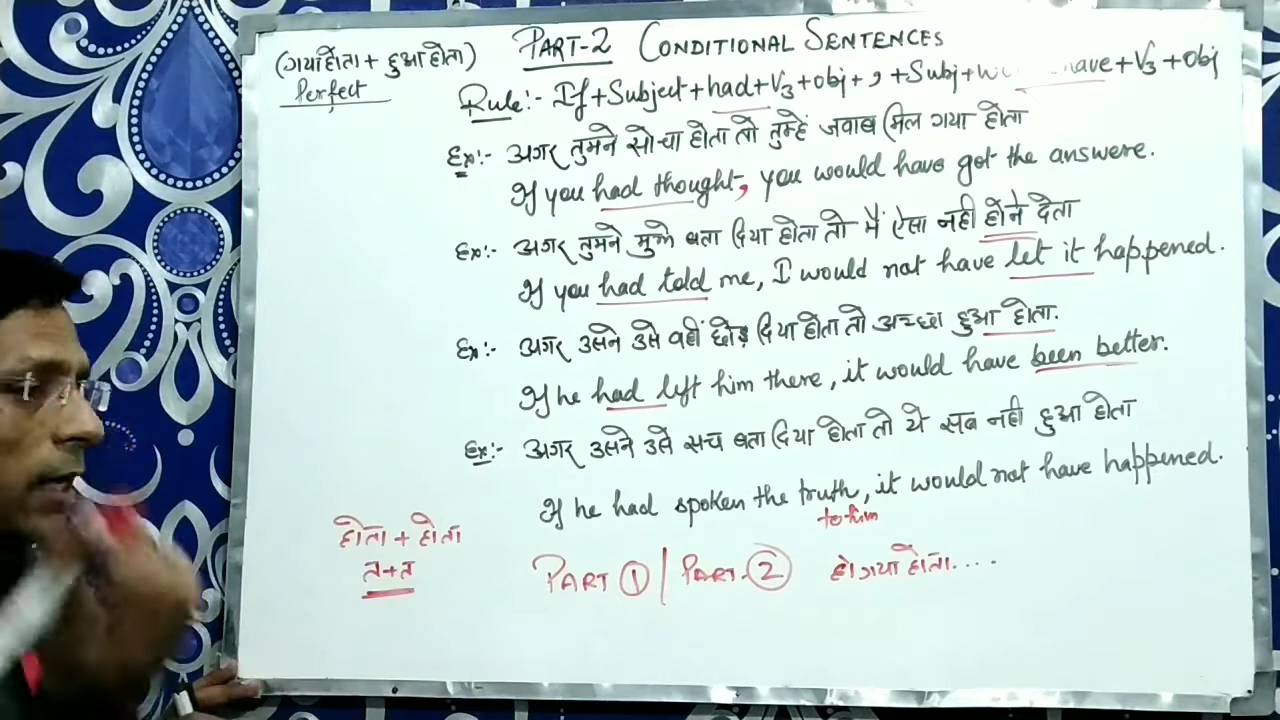 PART-2 CONDITIONAL SENTENCES
(गया होता + हुआ होता)
Perfect
Rule:- If+Subject+had+V3+obj+,+Subj+ +have+V3+Obj
Ex:- अगर तुमने सोचा होता तो तुम्हें जवाब मिल गया होता
If you had thought, you would have got the answere.
Ex:- अगर तुमने मुझे बता दिया होता तो मैं ऐसा नही होने देता
If you had told me, I would not have let it happened.
Ex:- अगर उसने उसे वहीं छोड़ दिया होता तो अच्छा हुआ होता.
If he had left him there, it would have been better.
Ex:- अगर उसने उसे सच बता दिया होता तो ये सब नही हुआ होता
If he had spoken the truth, it would not have happened.
to him
होता + होता
त+त
PART ① | PART-② हो गया होता....